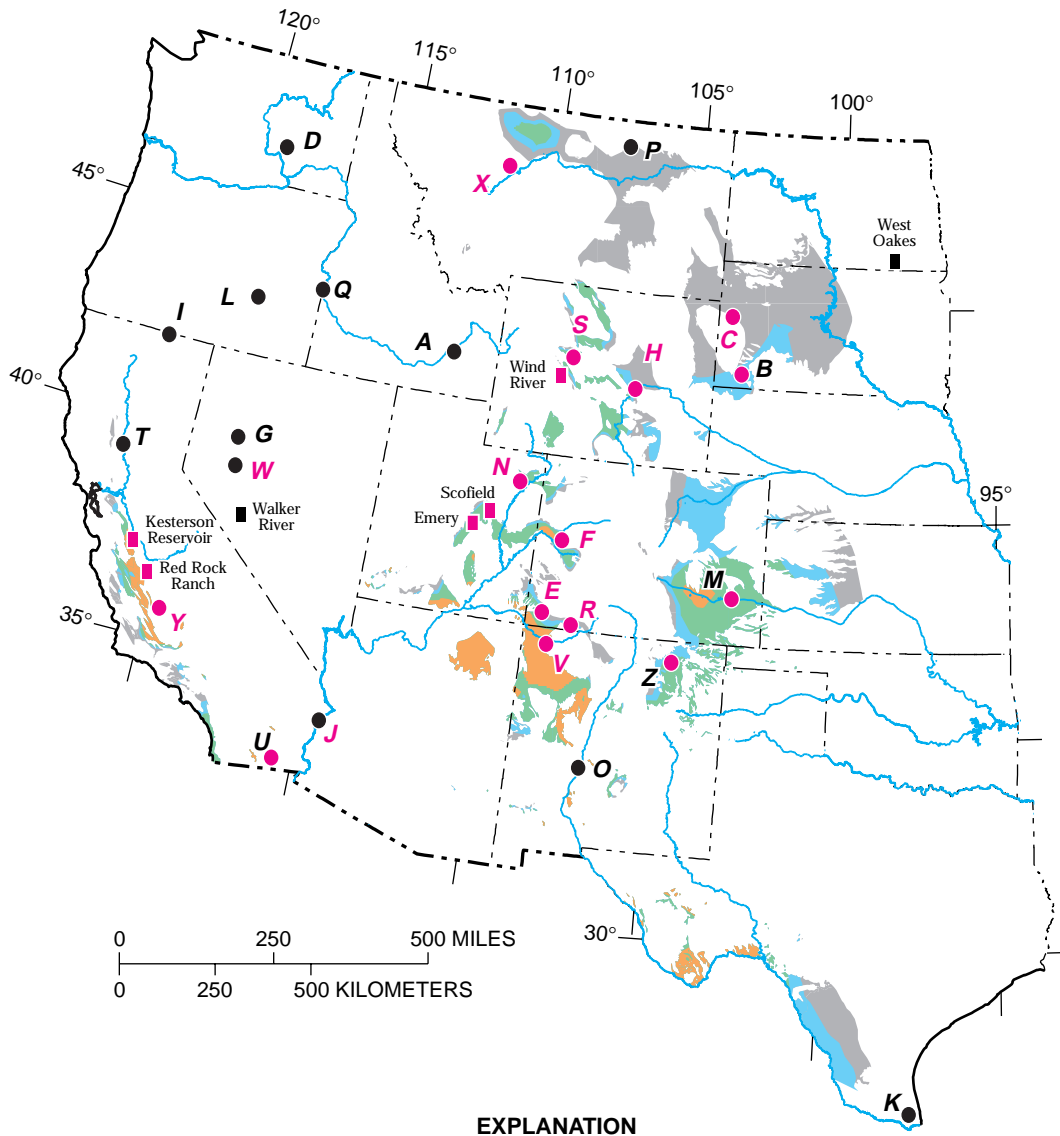 120°
115°
110°
105°
100°
D
P
X
45°
West
Oakes
L
Q
I
S
C
A
H
Wind
River
B
40°
T
G
W
N
Scofield
95°
Emery
Walker
River
Kesterson
Reservoir
F
Red Rock
Ranch
M
E
R
Y
35°
V
Z
J
U
O
30°
0 250 500 MILES
0 250 500 KILOMETERS
K
EXPLANATION